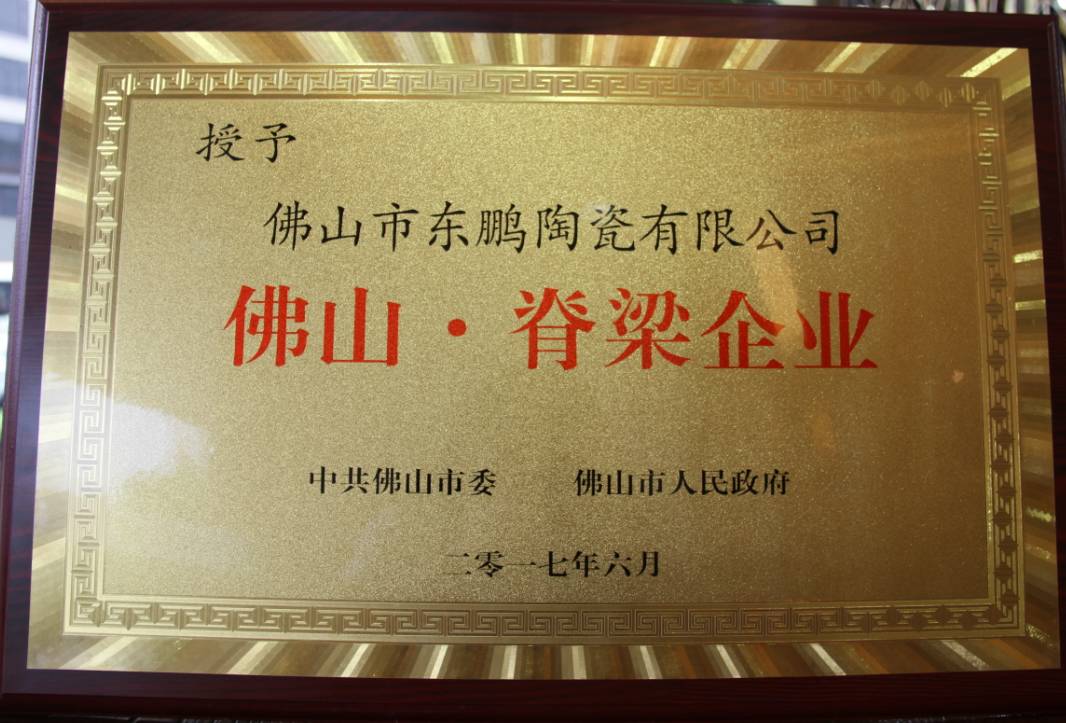 授予
佛山市东鹏陶瓷有限公司
佛山·脊梁企业
中共佛山市委 佛山市人民政府
二零一七年六月